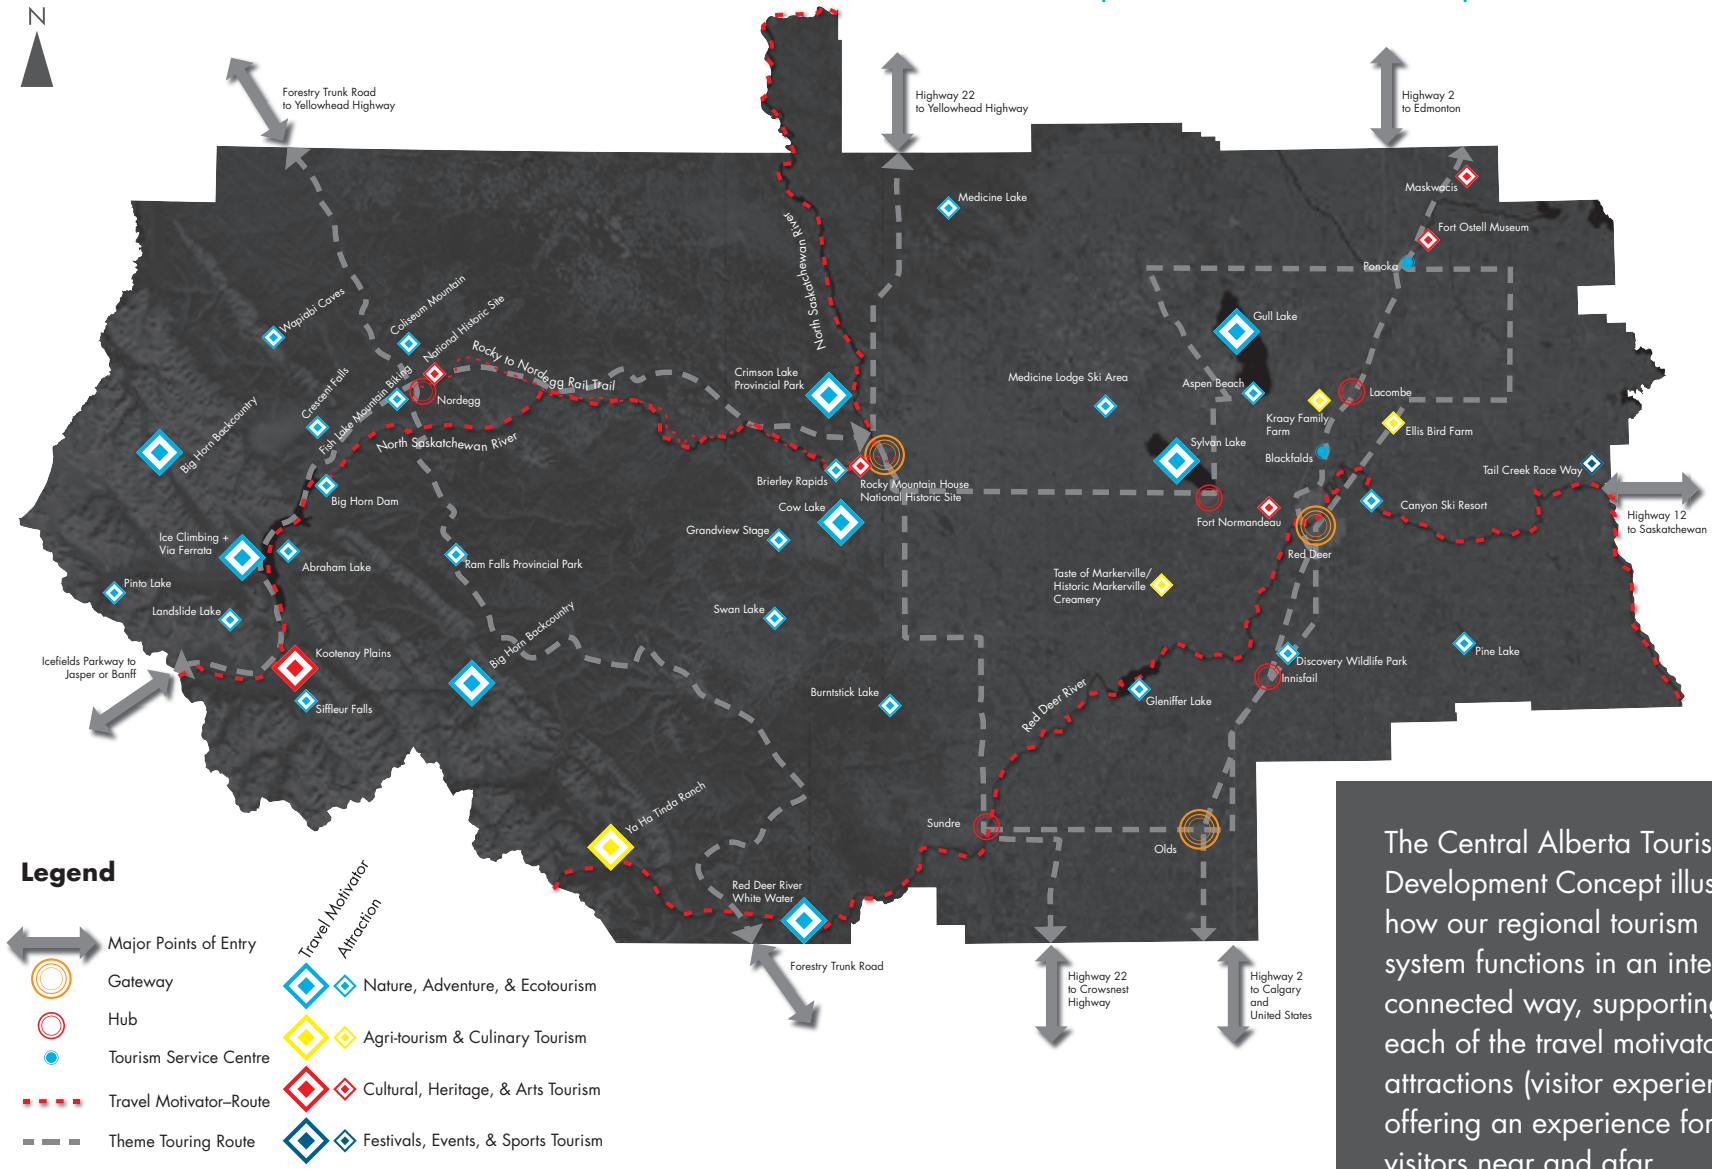 N
Forestry Trunk Road
to Yellowhead Highway
Highway 22
to Yellowhead Highway
Highway 2
to Edmonton
Maskwacis
Medicine Lake
Fort Ostell Museum
Ponoka
North Saskatchewan River
Wapiabi Caves
Coliseum Mountain
National Historic Site
Gull Lake
Rocky to Nordegg Rail Trail
Crimson Lake
Provincial Park
Medicine Lodge Ski Area
Aspen Beach
Lacombe
Crescent Falls
Fish Lake Mountain Biking
Nordegg
Kraay Family
Farm
Ellis Bird Farm
Big Horn Backcountry
North Saskatchewan River
Sylvan Lake
Blackfalds
Tail Creek Race Way
Brierley Rapids
Rocky Mountain House
National Historic Site
Big Horn Dam
Cow Lake
Canyon Ski Resort
Fort Normandeau
Highway 12
to Saskatchewan
Grandview Stage
Ice Climbing +
Via Ferrata
Red Deer
Abraham Lake
Ram Falls Provincial Park
Taste of Markerville/
Historic Markerville
Creamery
Pinto Lake
Landslide Lake
Swan Lake
Big Horn Backcountry
Icefields Parkway to
Jasper or Banff
Kootenay Plains
Discovery Wildlife Park
Pine Lake
Innisfail
Siffleur Falls
Burntstick Lake
Red Deer River
Gleniffer Lake
Ya Ha Tinda Ranch
Sundre
Olds
Red Deer River
White Water
Forestry Trunk Road
Highway 22
to Crowsnest
Highway
Highway 2
to Calgary
and
United States
Legend
Major Points of Entry
Gateway
Hub
Tourism Service Centre
Travel Motivator–Route
Theme Touring Route
Travel Motivator
Attraction
Nature, Adventure, & Ecotourism
Agri-tourism & Culinary Tourism
Cultural, Heritage, & Arts Tourism
Festivals, Events, & Sports Tourism
The Central Alberta Touris
Development Concept illus
how our regional tourism
system functions in an inte
connected way, supporting
each of the travel motivato
attractions (visitor experien
offering an experience for
visitors near and afar